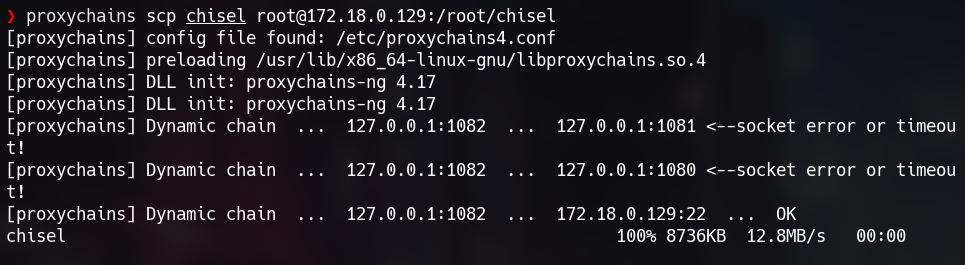 ❯ proxychains scp chisel root@172.18.0.129:/root/chisel
[proxychains] config file found: /etc/proxychains4.conf
[proxychains] preloading /usr/lib/x86_64-linux-gnu/libproxychains.so.4
[proxychains] DLL init: proxychains-ng 4.17
[proxychains] DLL init: proxychains-ng 4.17
[proxychains] Dynamic chain  ...  127.0.0.1:1082  ...  127.0.0.1:1081 <--socket error or timeou
t!
[proxychains] Dynamic chain  ...  127.0.0.1:1082  ...  127.0.0.1:1080 <--socket error or timeou
t!
[proxychains] Dynamic chain  ...  127.0.0.1:1082  ...  172.18.0.129:22  ...  OK
chisel                                                       100% 8736KB  12.8MB/s   00:00